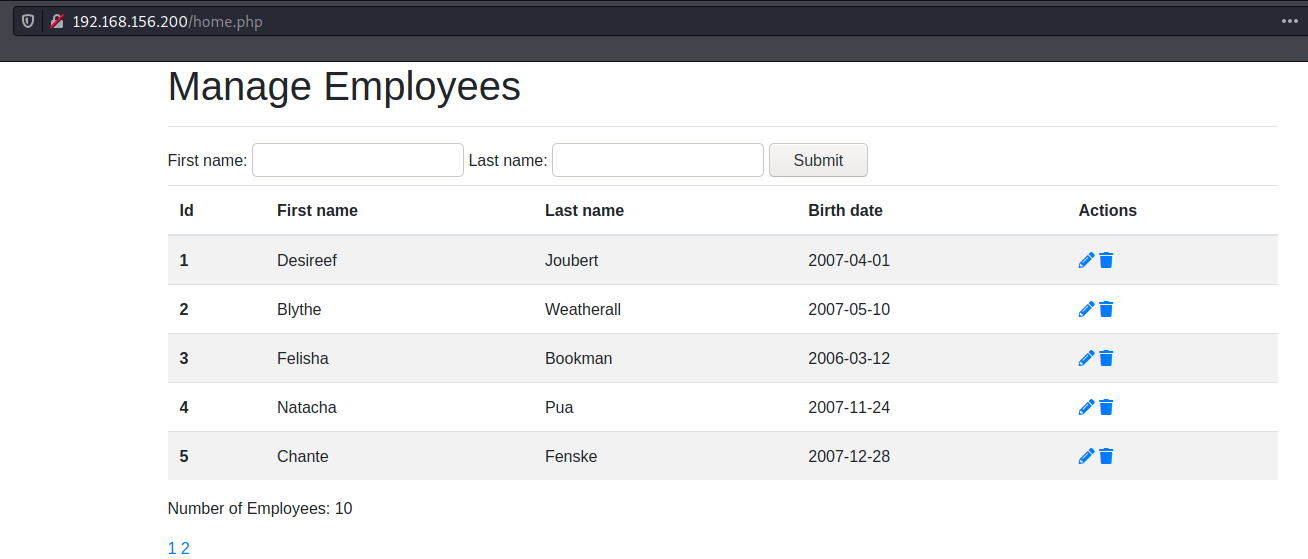 192.168.156.200/home.php
Manage Employees
First name: Last name: Submit
Id First name Last name Birth date Actions
1 Desireef Joubert 2007-04-01
2 Blythe Weatherall 2007-05-10
3 Felisha Bookman 2006-03-12
4 Natacha Pua 2007-11-24
5 Chante Fenske 2007-12-28
Number of Employees: 10
1 2